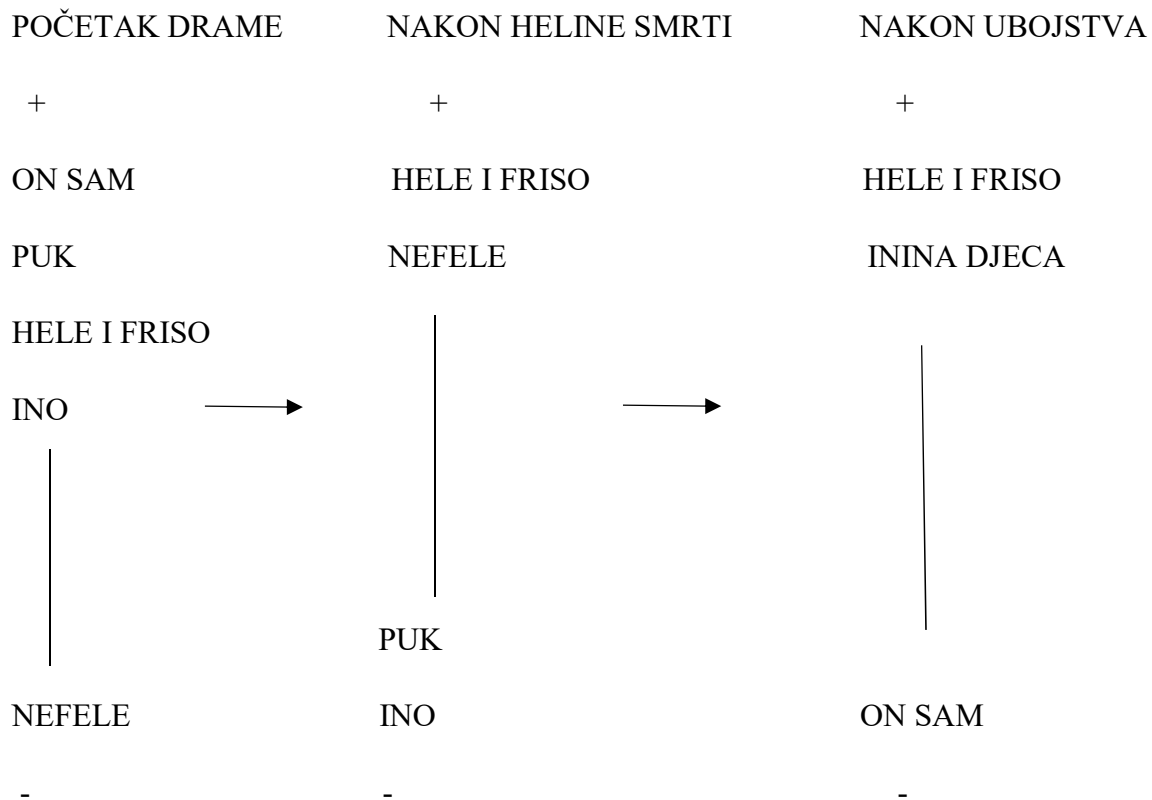 POČETAK DRAME NAKON HELINE SMRTI NAKON UBOJSTVA
+ + +
ON SAM HELE I FRISO HELE I FRISO
PUK NEFELE ININA DJECA
HELE I FRISO
INO
PUK
NEFELE INO ON SAM
- - -